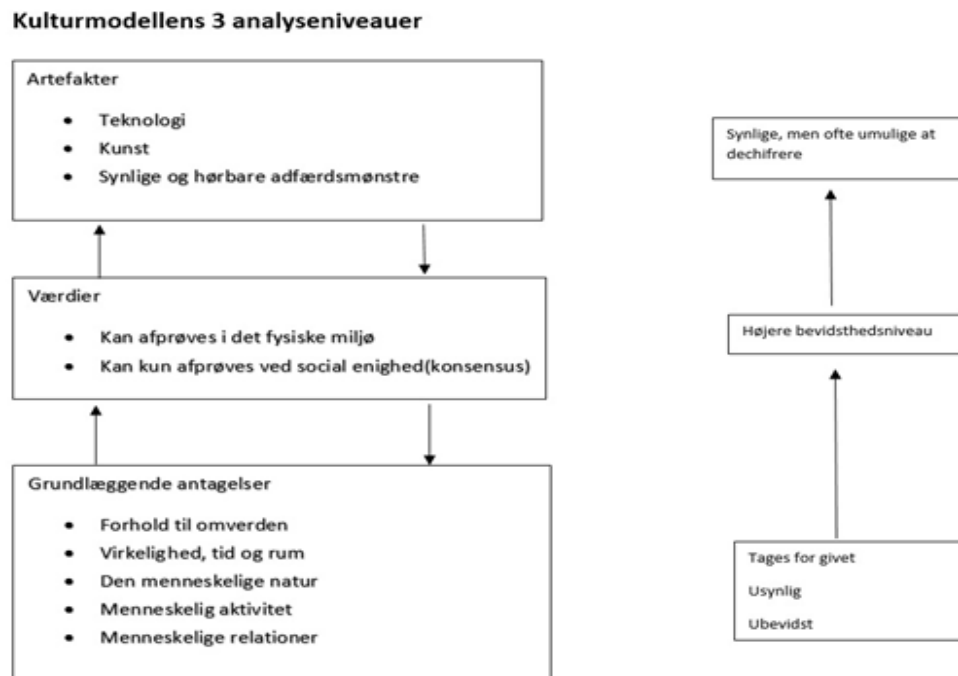 Kulturmodellens 3 analyseniveauer
Artefakter
• Teknologi
• Kunst
• Synlige og hørbare adfærdsmønstre
Værdier
• Kan afprøves i det fysiske miljø
• Kan kun afprøves ved social enighed(konsensus)
Grundlæggende antagelser
• Forhold til omverden
• Virkelighed, tid og rum
• Den menneskelige natur
• Menneskelig aktivitet
• Menneskelige relationer
Synlige, men ofte umulige at
dechifrere
Højere bevidsthedsniveau
Tages for givet
Usynlig
Ubevidst